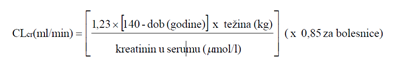 CLcr(ml/min) = [ 1,23 × [140 - dob (godine)] x težina (kg) / kreatinin u serumu (μmol/l) ] ( x 0,85 za bolesnice)